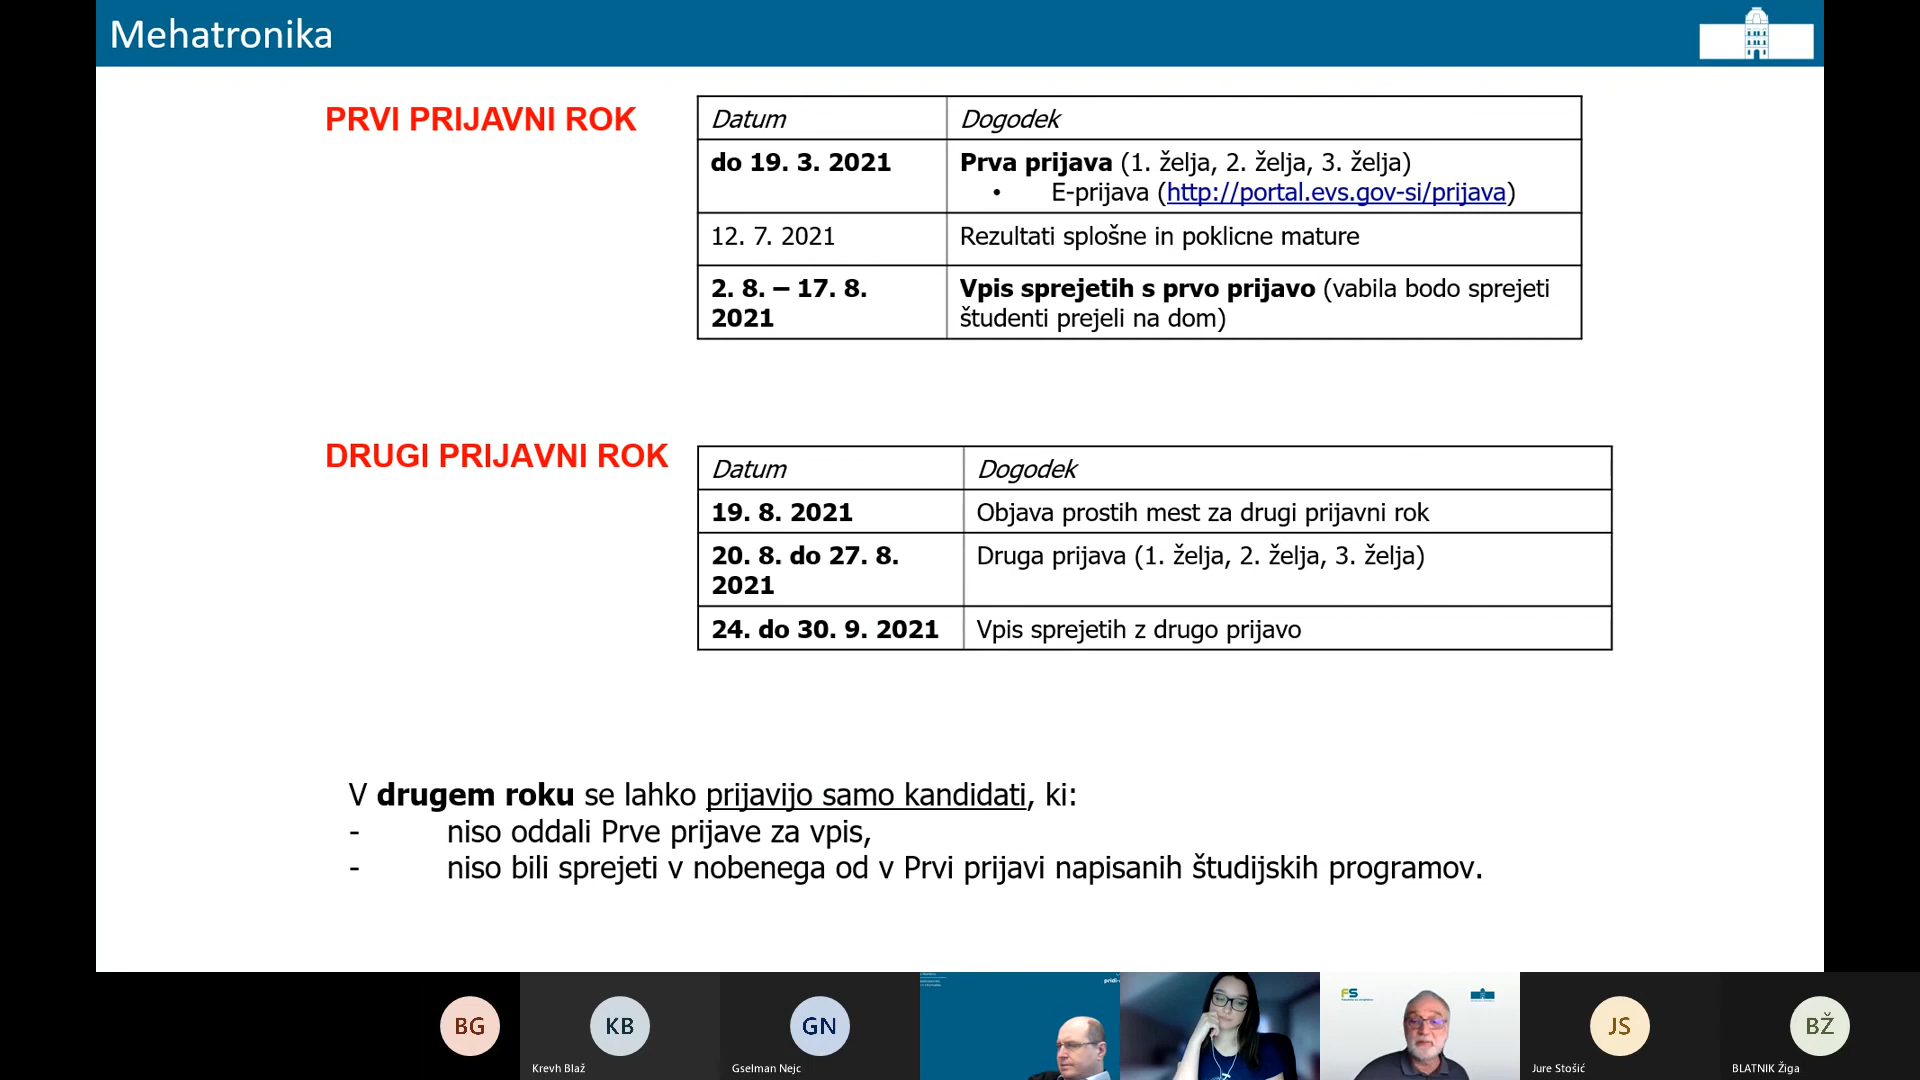 Mehatronika
PRVI PRIJAVNI ROK
Datum
Dogodek
do 19. 3. 2021
Prva prijava (1. želja, 2. želja, 3. želja)
• E-prijava (http://portal.evs.gov-si/prijava)
12. 7. 2021
Rezultati splošne in poklicne mature
2. 8. – 17. 8.
2021
Vpis sprejetih s prvo prijavo (vabila bodo sprejeti
študenti prejeli na dom)
DRUGI PRIJAVNI ROK
Datum
Dogodek
19. 8. 2021
Objava prostih mest za drugi prijavni rok
20. 8. do 27. 8.
2021
Druga prijava (1. želja, 2. želja, 3. želja)
24. do 30. 9. 2021
Vpis sprejetih z drugo prijavo
V drugem roku se lahko prijavijo samo kandidati, ki:
- niso oddali Prve prijave za vpis,
- niso bili sprejeti v nobenega od v Prvi prijavi napisanih študijskih programov.
BG
KB
Krevh Blaž
GN
Gselman Nejc
FS
JS
Jure Stošić
BŽ
BLATNIK Žiga